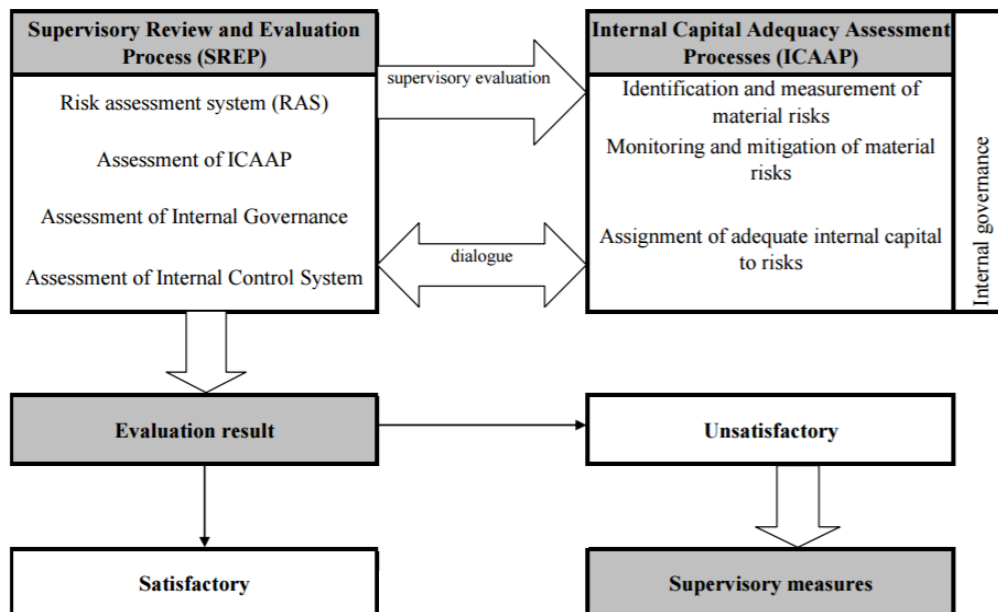 Supervisory Review and Evaluation
Process (SREP)
Risk assessment system (RAS)
Assessment of ICAAP
Assessment of Internal Governance
Assessment of Internal Control System
supervisory evaluation
dialogue
Internal Capital Adequacy Assessment
Processes (ICAAP)
Identification and measurement of
material risks
Monitoring and mitigation of material
risks
Assignment of adequate internal capital
to risks
Internal governance
Evaluation result
Unsatisfactory
Satisfactory
Supervisory measures